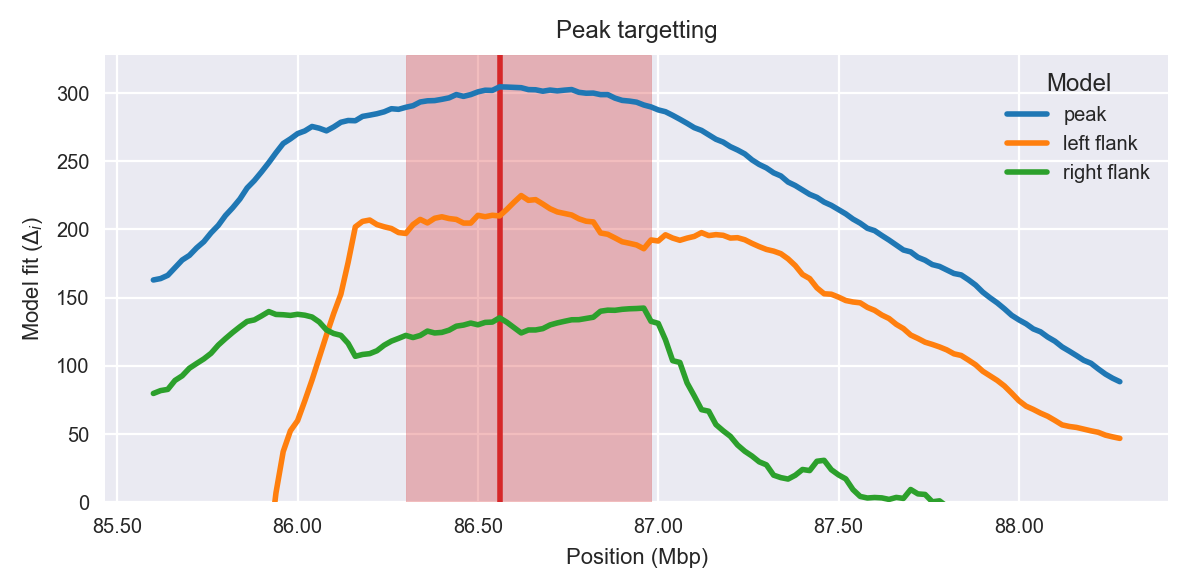 Peak targetting
Model fit (Δi)
300
250
200
150
100
50
0
85.50 86.00 86.50 87.00 87.50 88.00
Position (Mbp)
Model
peak
left flank
right flank